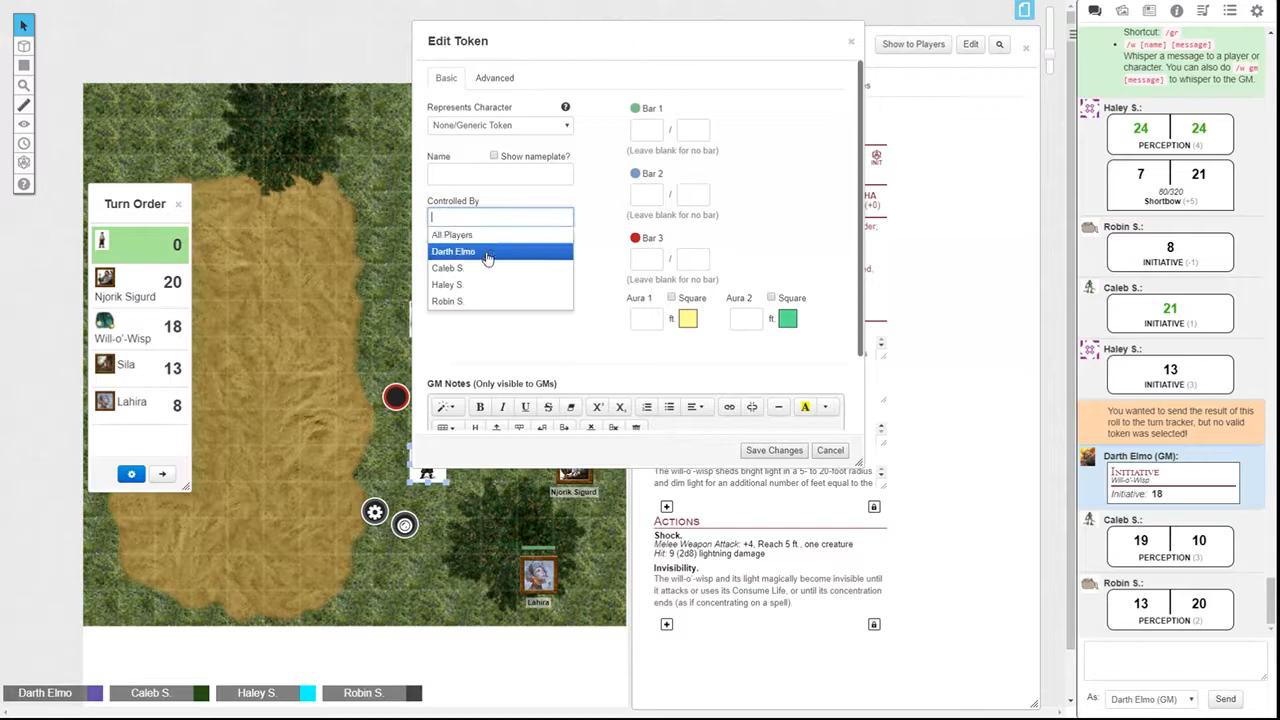 Turn Order
×
0
20
Njorik Sigurd
18
Will-o'-Wisp
Sila
13
Lahira
8
Edit Token
×
Basic
Advanced
Represents Character
None/Generic Token
Name
Show nameplate?
Controlled By
All Players
Darth Elmo
Caleb S.
Haley S.
Robin S.
Bar 1
/
(Leave blank for no bar)
Bar 2
/
(Leave blank for no bar)
Bar 3
/
(Leave blank for no bar)
Aura 1
Square
Aura 2
Square
ft.
ft.
GM Notes (Only visible to GMs)
B I U S
Save Changes
Cancel
Njorik Sigurd
Lahira
Show to Players
Edit
×
INIT
HA
(+0)
The will-o'-wisp sheds bright light in a 5- to 20-foot radius
and dim light for an additional number of feet equal to the
ACTIONS
Shock.
Melee Weapon Attack: +4, Reach 5 ft., one creature
Hit: 9 (2d8) lightning damage
Invisibility.
The will-o'-wisp and its light magically become invisible until
it attacks or uses its Consume Life, or until its concentration
ends (as if concentrating on a spell).
Shortcut: /gr
/w [name] [message]
Whisper a message to a player or
character. You can also do /w gm
[message] to whisper to the GM.
Haley S.:
24 24
PERCEPTION (4)
7 21
80/320
Shortbow (+5)
Robin S.:
8
INITIATIVE (-1)
Caleb S.:
21
INITIATIVE (1)
Haley S.:
13
INITIATIVE (3)
You wanted to send the result of this
roll to the turn tracker, but no valid
token was selected!
Darth Elmo (GM):
INITIATIVE
Will-o'-Wisp
Initiative: 18
Caleb S.:
19 10
PERCEPTION (3)
Robin S.:
13 20
PERCEPTION (2)
As:
Darth Elmo (GM)
Send
Darth Elmo
Caleb S.
Haley S.
Robin S.